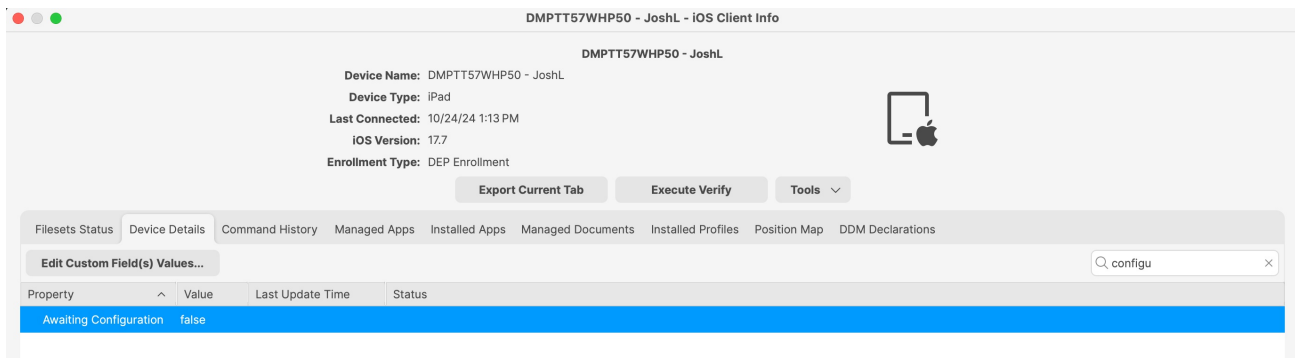 DMPTT57WHP50 - JoshL - iOS Client Info
DMPTT57WHP50 - JoshL
Device Name: DMPTT57WHP50 - JoshL
Device Type: iPad
Last Connected: 10/24/24 1:13 PM
iOS Version: 17.7
Enrollment Type: DEP Enrollment
Export Current Tab Execute Verify Tools
Filesets Status Device Details Command History Managed Apps Installed Apps Managed Documents Installed Profiles Position Map DDM Declarations
Edit Custom Field(s) Values... configu
Property Value Last Update Time Status
Awaiting Configuration false